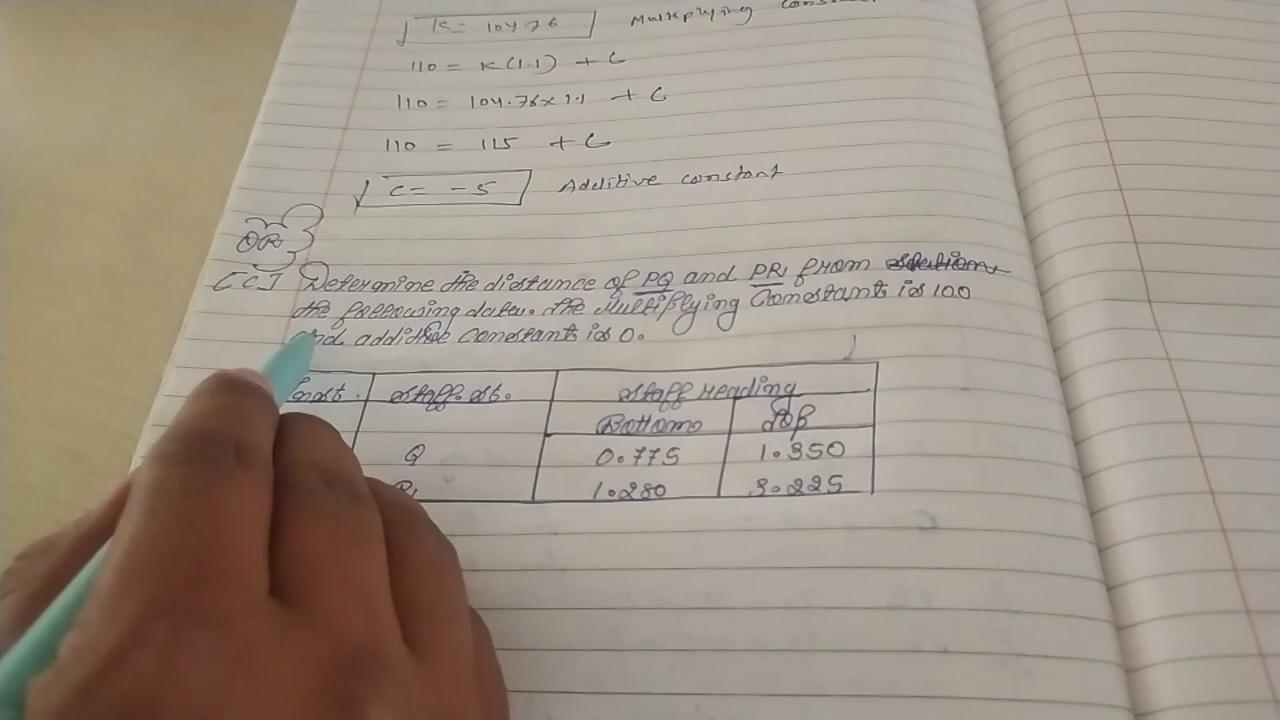 K = 104.76 Multiplying
110 = K(1.1) + C
110 = 104.76 x 1.1 + C
110 = 115 + C
C = -5 Additive constant
OR
[C] Determine the distance of PQ and PR from
the following data. the Multiplying Constant is 100
and additive Constant is 0.
Inst. Staff st. Staff Reading
Bottom Top
Q 0.775 1.350
R 1.280 3.225